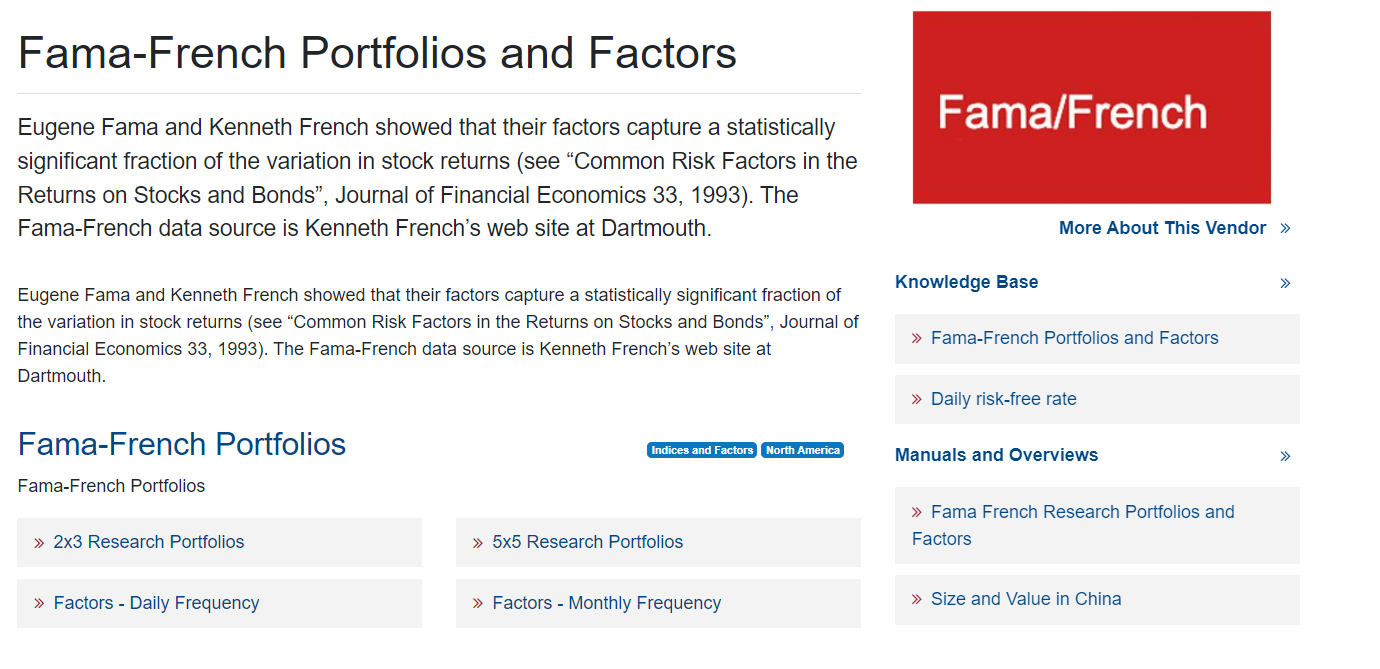 Fama-French Portfolios and Factors
Eugene Fama and Kenneth French showed that their factors capture a statistically
significant fraction of the variation in stock returns (see “Common Risk Factors in the
Returns on Stocks and Bonds”, Journal of Financial Economics 33, 1993). The
Fama-French data source is Kenneth French’s web site at Dartmouth.
Eugene Fama and Kenneth French showed that their factors capture a statistically significant fraction of
the variation in stock returns (see “Common Risk Factors in the Returns on Stocks and Bonds”, Journal of
Financial Economics 33, 1993). The Fama-French data source is Kenneth French’s web site at
Dartmouth.
Fama-French Portfolios
Indices and Factors North America
Fama-French Portfolios
» 2x3 Research Portfolios
» 5x5 Research Portfolios
» Factors - Daily Frequency
» Factors - Monthly Frequency
Fama/French
More About This Vendor »
Knowledge Base »
» Fama-French Portfolios and Factors
» Daily risk-free rate
Manuals and Overviews »
» Fama French Research Portfolios and
Factors
» Size and Value in China